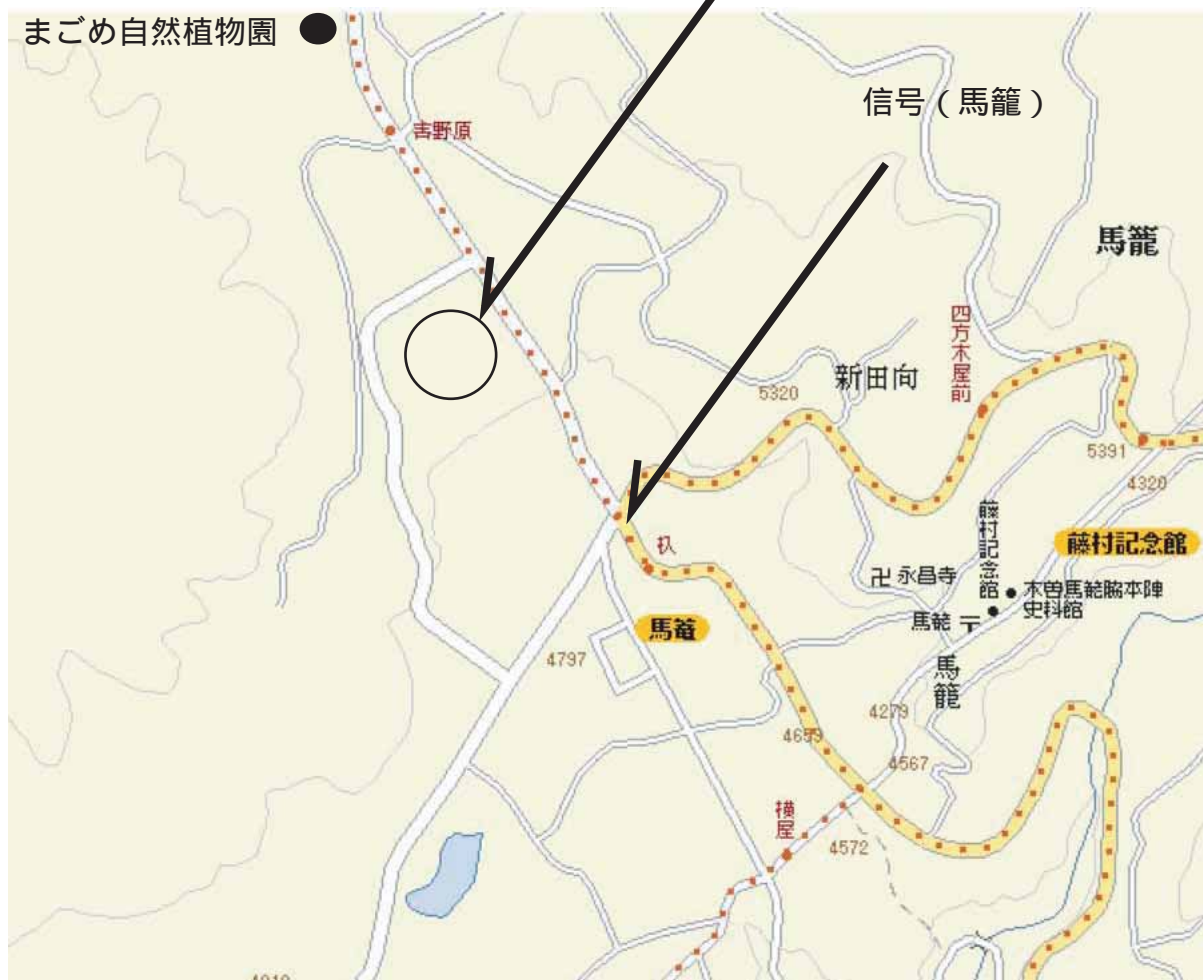 まごめ自然植物園
信号（馬籠）
吉野原
馬籠
四方木屋前
新田向
5320
5391
4320
藤村記念館
藤村記念館
扖
卍 永昌寺
木曽馬籠脇本陣
史料館
馬籠 〒
馬籠
馬籠
4797
4279
4659
4567
横屋
4572